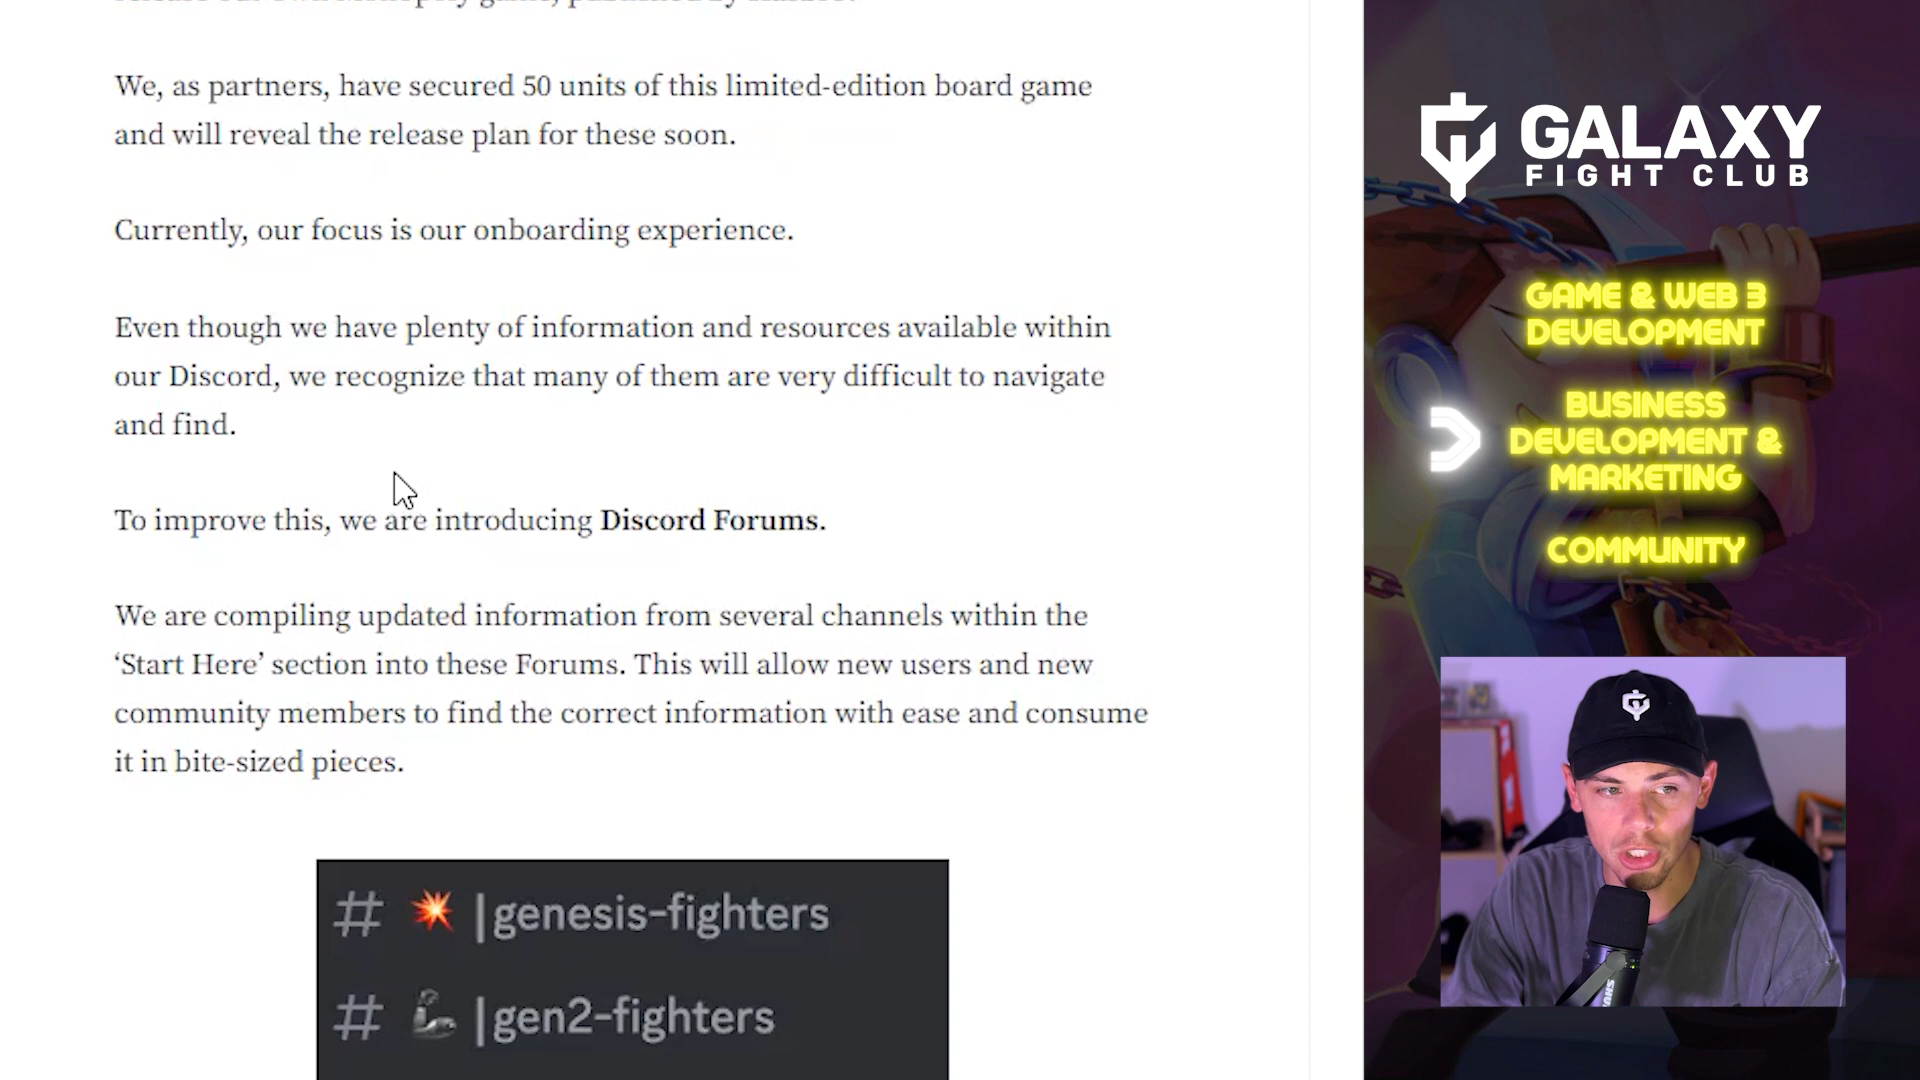 We, as partners, have secured 50 units of this limited-edition board game
and will reveal the release plan for these soon.
Currently, our focus is our onboarding experience.
Even though we have plenty of information and resources available within
our Discord, we recognize that many of them are very difficult to navigate
and find.
To improve this, we are introducing Discord Forums.
We are compiling updated information from several channels within the
‘Start Here’ section into these Forums. This will allow new users and new
community members to find the correct information with ease and consume
it in bite-sized pieces.
# 💥 |genesis-fighters
# 🦾 |gen2-fighters
GALAXY
FIGHT CLUB
GAME & WEB 3
DEVELOPMENT
BUSINESS
DEVELOPMENT &
MARKETING
COMMUNITY